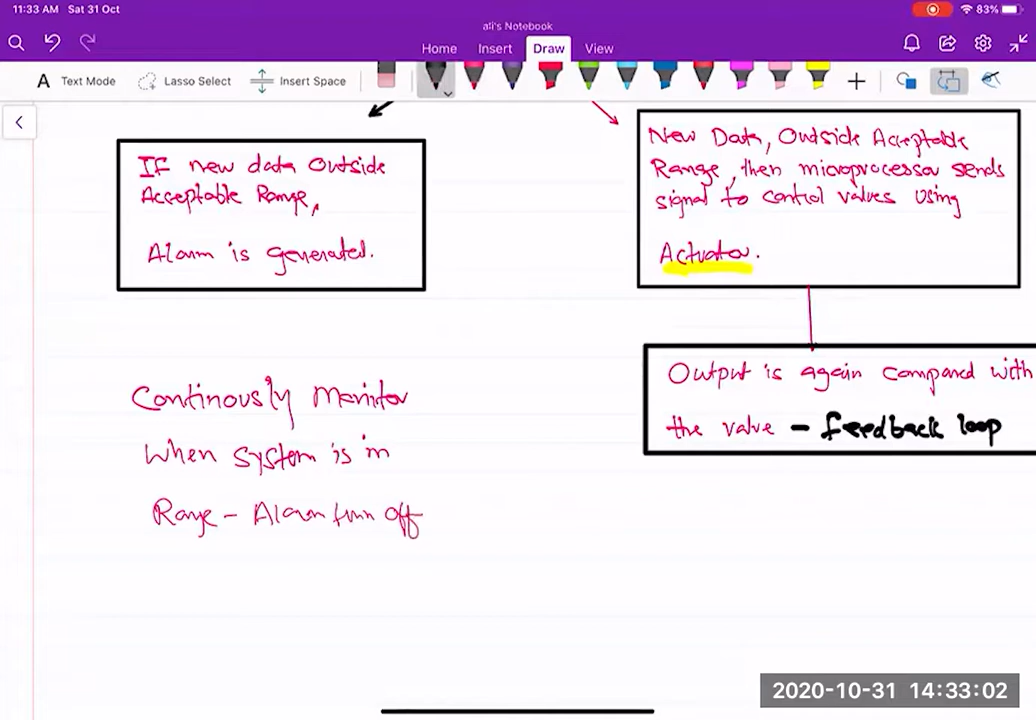 11:33 AM Sat 31 Oct
83%
ali's Notebook
Home Insert Draw View
A Text Mode Lasso Select Insert Space
If new data Outside
Acceptable Range,
Alarm is generated.
New Data, Outside Acceptable
Range, then microprocessor sends
signal to control values using
Actuator.
Output is again compared with
the value - feedback loop
Continously Monitor
When system is in
Range - Alarm turn off
2020-10-31 14:33:02